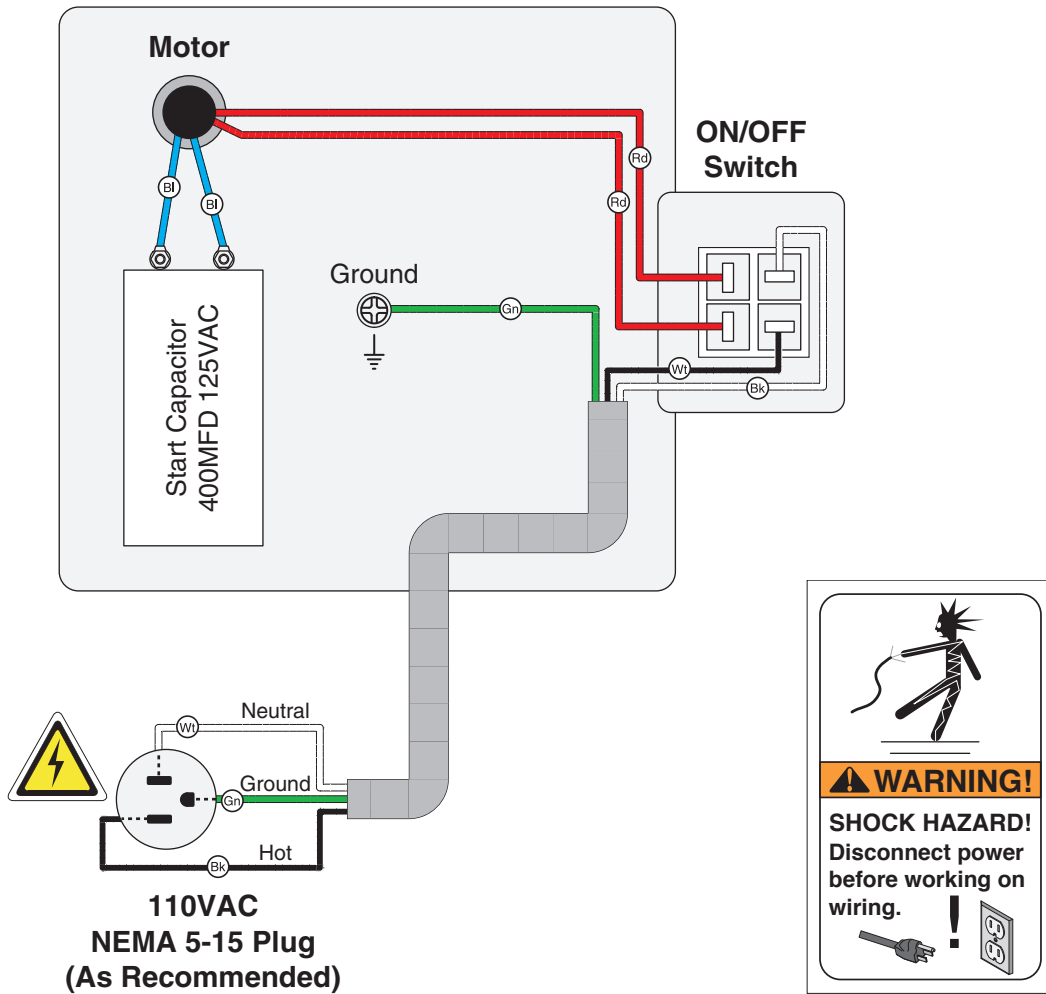 Motor
ON/OFF
Switch
Rd
Rd
Bl
Bl
Ground
Gn
Start Capacitor
400MFD 125VAC
Wt
Bk
Neutral
Wt
Ground
Gn
Hot
Bk
110VAC
NEMA 5-15 Plug
(As Recommended)
WARNING!
SHOCK HAZARD!
Disconnect power
before working on
wiring.
!